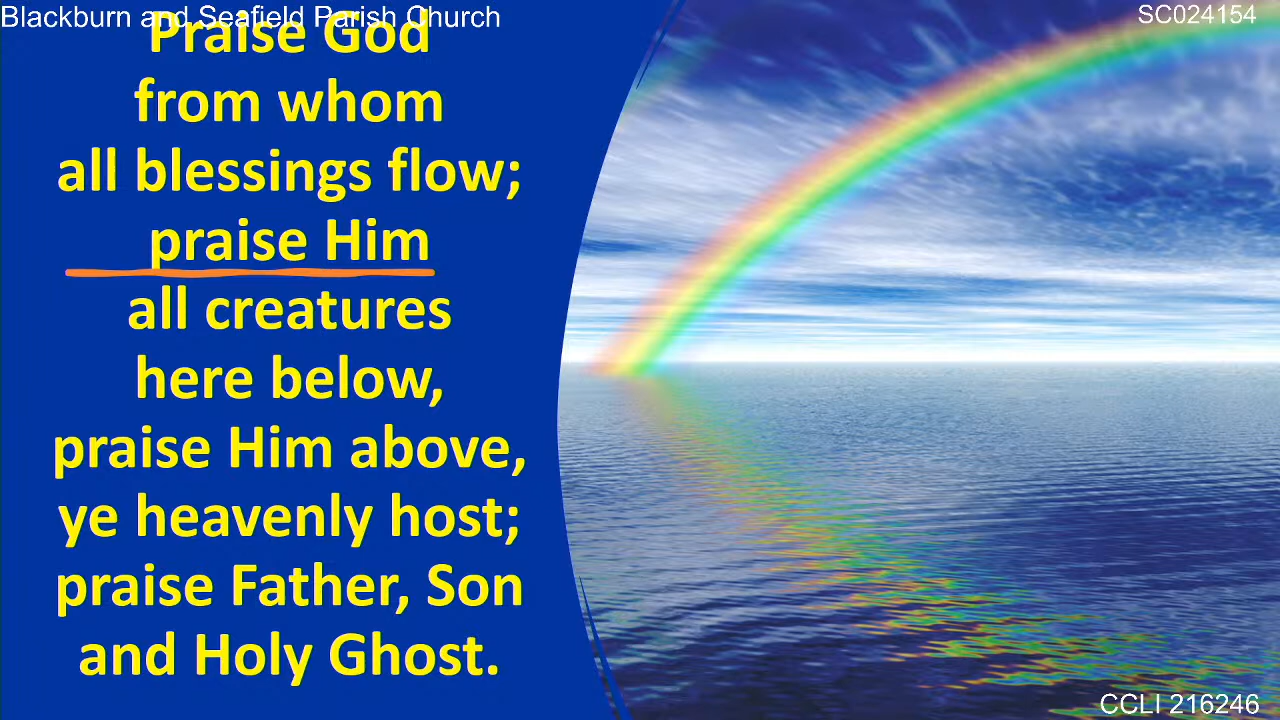 Blackburn and Seafield Parish Church
SC024154
Praise God
from whom
all blessings flow;
praise Him
all creatures
here below,
praise Him above,
ye heavenly host;
praise Father, Son
and Holy Ghost.
CCLI 216246